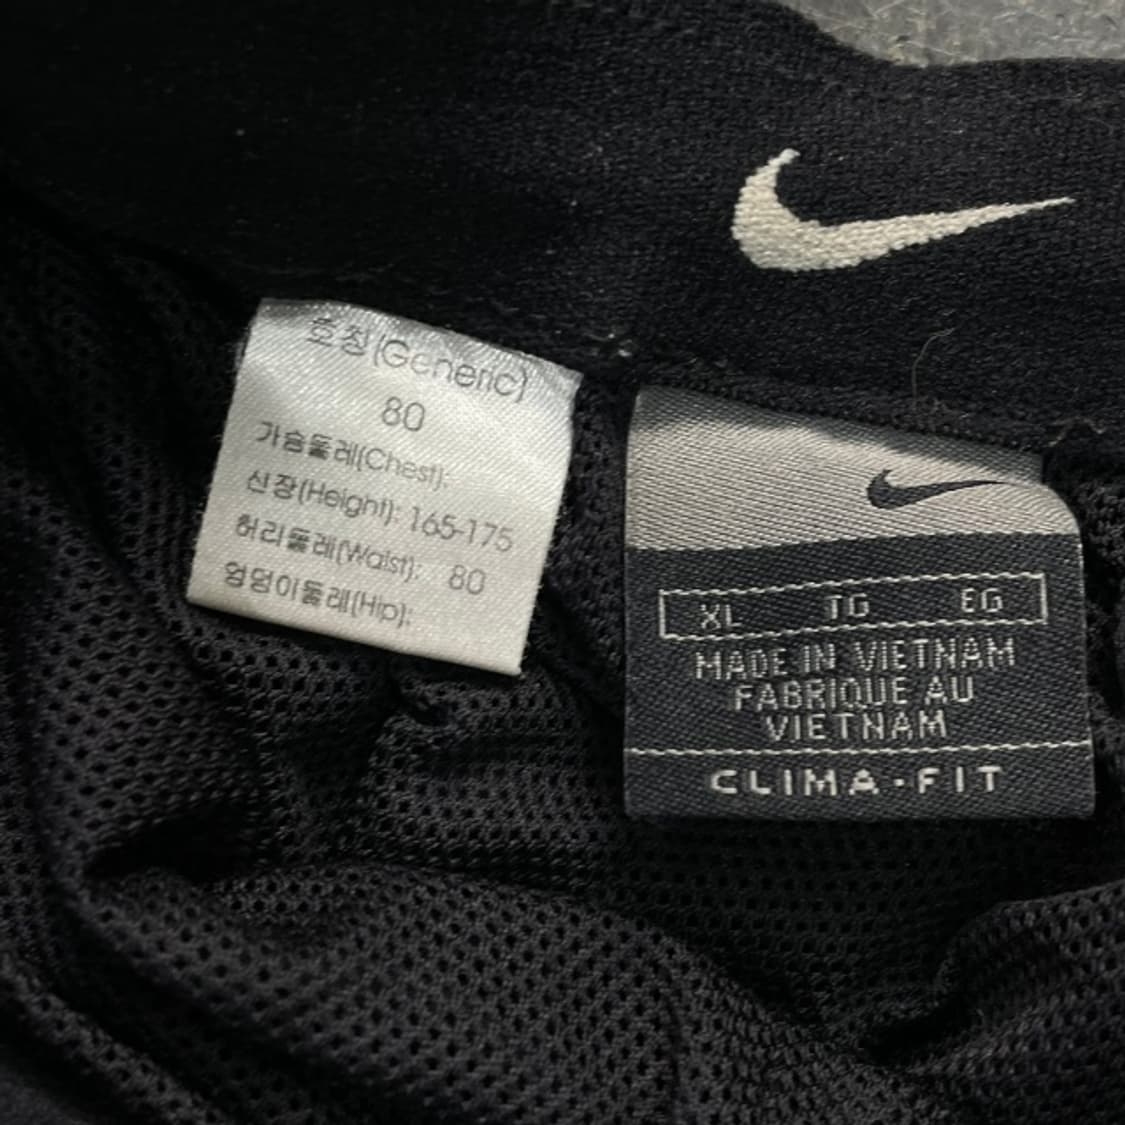 호칭(Generic)
80
가슴둘레(Chest):
신장(Height): 165-175
허리둘레(Waist): 80
엉덩이둘레(Hip):
XL TG EG
MADE IN VIETNAM
FABRIQUE AU
VIETNAM
CLIMA•FIT